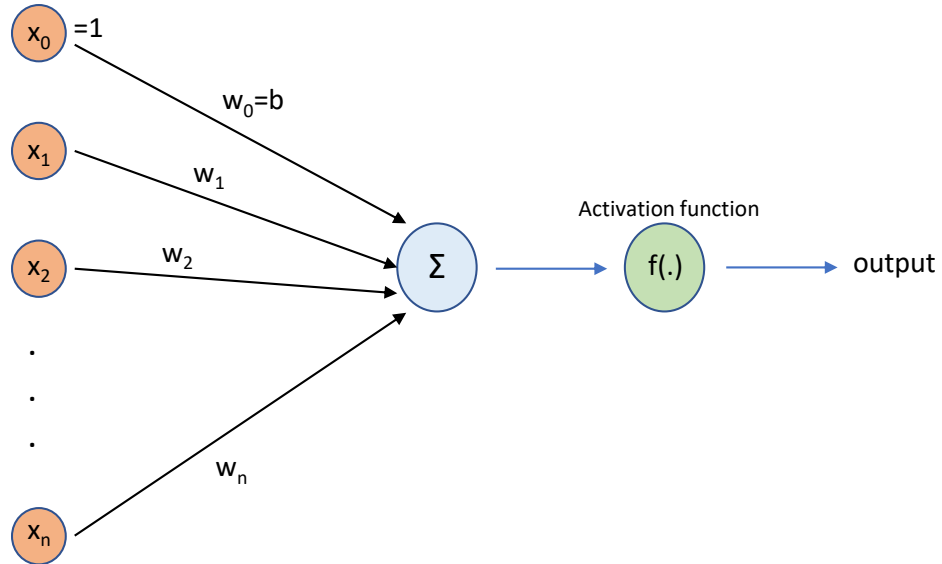 x₀ =1
w₀=b
x₁
w₁
Activation function
x₂
w₂
Σ
f(.)
output
.
.
.
wₙ
xₙ